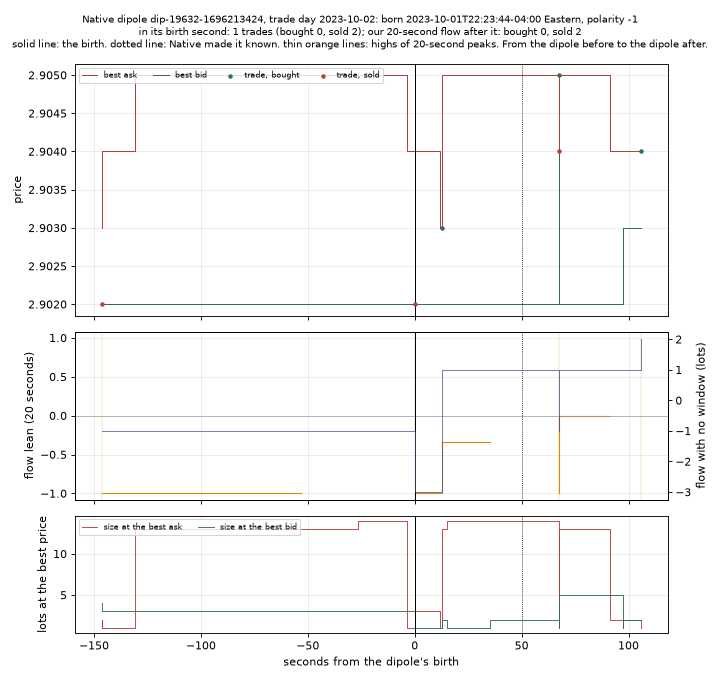 Native dipole dip-19632-1696213424, trade day 2023-10-02: born 2023-10-01T22:23:44-04:00 Eastern, polarity -1
in its birth second: 1 trades (bought 0, sold 2); our 20-second flow after it: bought 0, sold 2
solid line: the birth. dotted line: Native made it known. thin orange lines: highs of 20-second peaks. From the dipole before to the dipole after.
best ask best bid trade, bought trade, sold
2.9050
2.9045
2.9040
2.9035
2.9030
2.9025
2.9020
price
1.0
0.5
0.0
−0.5
−1.0
flow lean (20 seconds)
2
1
0
−1
−2
−3
flow with no window (lots)
size at the best ask size at the best bid
10
5
lots at the best price
−150 −100 −50 0 50 100
seconds from the dipole's birth